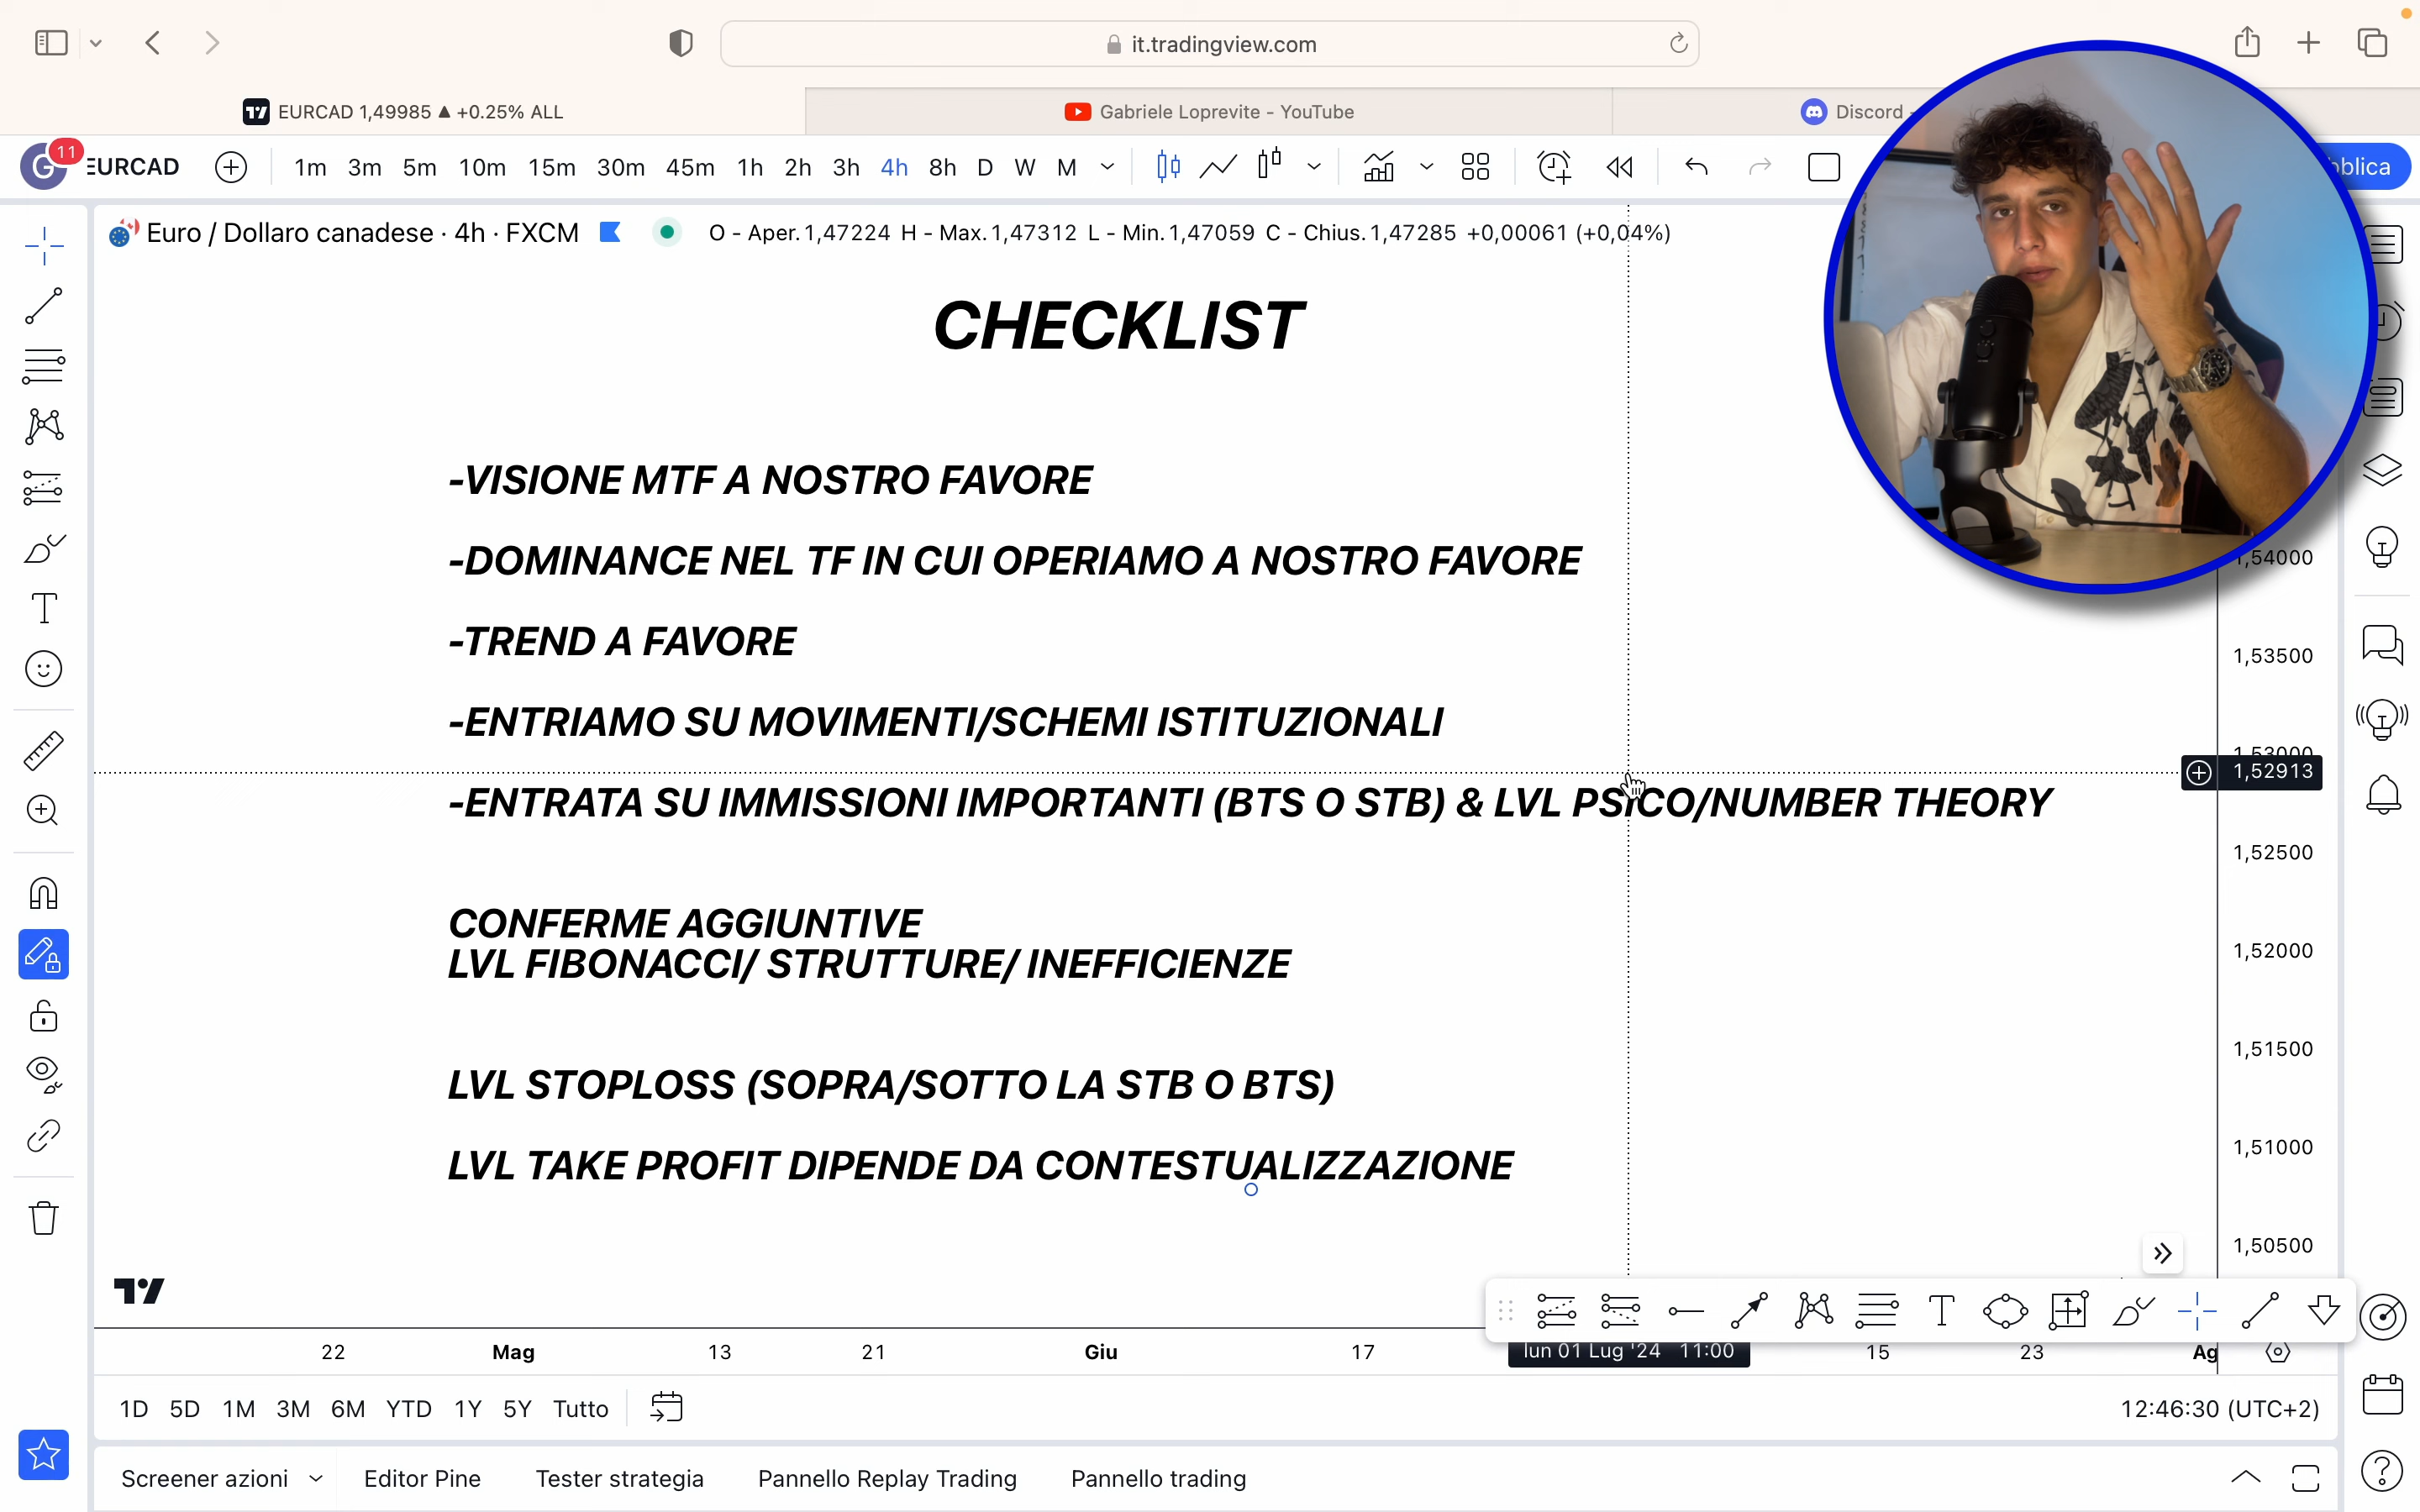 it.tradingview.com
EURCAD 1,49985 ▲ +0.25% ALL
Gabriele Loprevite - YouTube
Discord
G 11 EURCAD 1m 3m 5m 10m 15m 30m 45m 1h 2h 3h 4h 8h D W M
Euro / Dollaro canadese · 4h · FXCM O - Aper. 1,47224 H - Max. 1,47312 L - Min. 1,47059 C - Chius. 1,47285 +0,00061 (+0,04%)
CHECKLIST
-VISIONE MTF A NOSTRO FAVORE
-DOMINANCE NEL TF IN CUI OPERIAMO A NOSTRO FAVORE
-TREND A FAVORE
-ENTRIAMO SU MOVIMENTI/SCHEMI ISTITUZIONALI
-ENTRATA SU IMMISSIONI IMPORTANTI (BTS O STB) & LVL PSICO/NUMBER THEORY
CONFERME AGGIUNTIVE
LVL FIBONACCI/ STRUTTURE/ INEFFICIENZE
LVL STOPLOSS (SOPRA/SOTTO LA STB O BTS)
LVL TAKE PROFIT DIPENDE DA CONTESTUALIZZAZIONE
1,54000
1,53500
1,53000
1,52913
1,52500
1,52000
1,51500
1,51000
1,50500
22 Mag 13 21 Giu 17 lun 01 Lug '24 11:00 15 23 Ag
1D 5D 1M 3M 6M YTD 1Y 5Y Tutto 12:46:30 (UTC+2)
Screener azioni Editor Pine Tester strategia Pannello Replay Trading Pannello trading